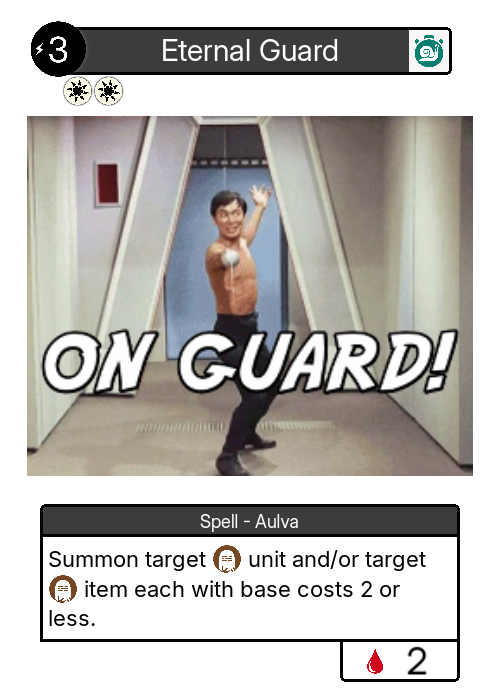 3
Eternal Guard
ON GUARD!
Spell - Aulva
Summon target unit and/or target
item each with base costs 2 or
less.
2